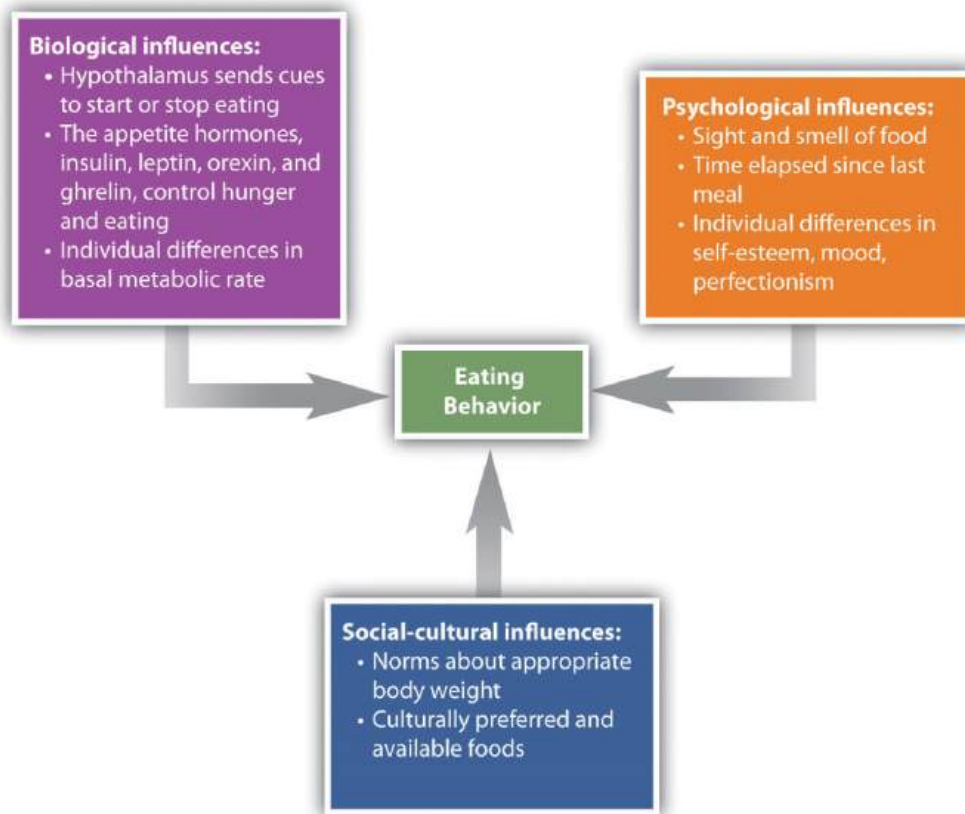 Biological influences:
• Hypothalamus sends cues
to start or stop eating
• The appetite hormones,
insulin, leptin, orexin, and
ghrelin, control hunger
and eating
• Individual differences in
basal metabolic rate
Psychological influences:
• Sight and smell of food
• Time elapsed since last
meal
• Individual differences in
self-esteem, mood,
perfectionism
Eating
Behavior
Social-cultural influences:
• Norms about appropriate
body weight
• Culturally preferred and
available foods